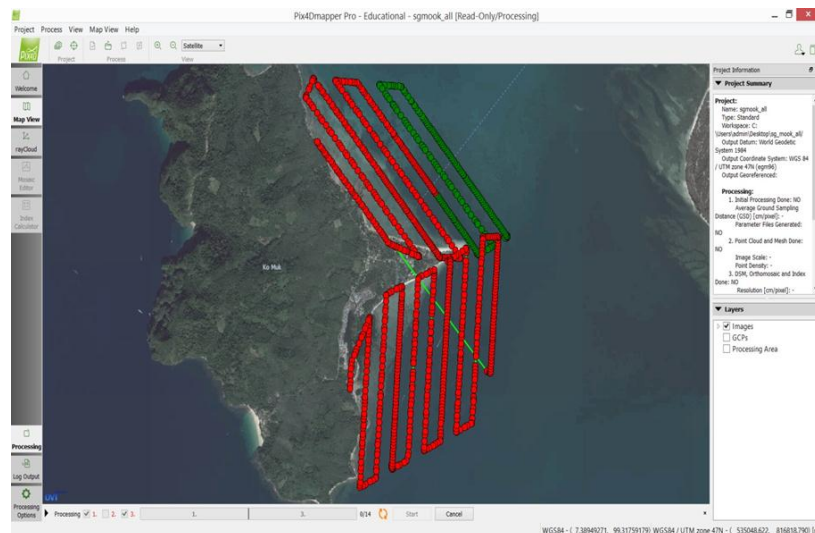 Pix4Dmapper Pro - Educational - sgmook_all [Read-Only/Processing]
Project Process View Map View Help
Satellite
Project Process View
Welcome
Map View
rayCloud
Mosaic
Editor
Index
Calculator
Processing
Log Output
Processing
Options
Ko Muk
Project Information
Project Summary
Project:
Name: sgmook_all
Type: Standard
Workspace: C:
\Users\admin\Desktop\sg_mook_all/
Output Datum: World Geodetic
System 1984
Output Coordinate System: WGS 84
/ UTM zone 47N (egm96)
Output Georeferenced:
Processing:
1. Initial Processing Done: NO
Average Ground Sampling
Distance (GSD) [cm/pixel]: -
Parameter Files Generated:
NO
2. Point Cloud and Mesh Done:
NO
Image Scale: -
Point Density: -
3. DSM, Orthomosaic and Index
Done: NO
Resolution [cm/pixel]: -
Layers
Images
GCPs
Processing Area
Processing 1. 2. 3. 1. 3. 0/14 Start Cancel
WGS84 - ( 7.38949271, 99.31759179) WGS84 / UTM zone 47N - ( 535048.622, 816818.790)